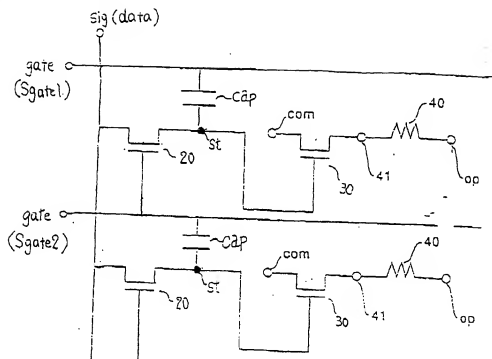 sig (data)
gate
(Sgate1)
Cap
com
40
st
20
30
41
op
gate
(Sgate2)
Cap
com
40
st
20
30
41
op